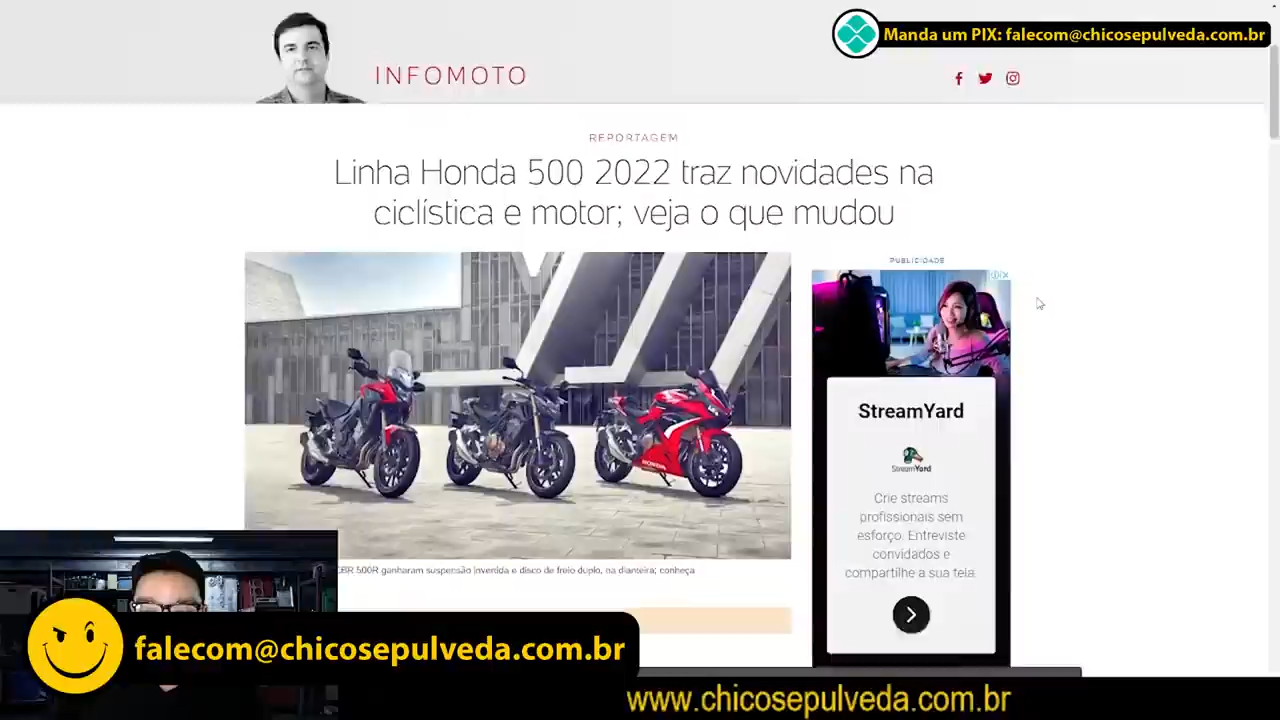 Manda um PIX: falecom@chicosepulveda.com.br
INFOMOTO
REPORTAGEM
Linha Honda 500 2022 traz novidades na
ciclística e motor; veja o que mudou
PUBLICIDADE
HONDA
StreamYard
StreamYard
Crie streams
profissionais sem
esforço. Entreviste
convidados e
compartilhe a sua tela.
CBR 500R ganharam suspensão invertida e disco de freio duplo, na dianteira; conheça
falecom@chicosepulveda.com.br
www.chicosepulveda.com.br